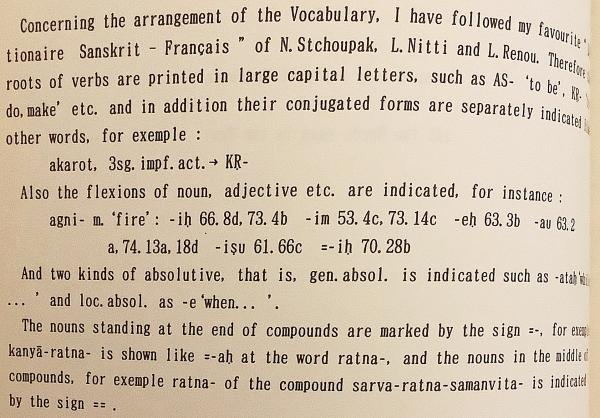 Concerning the arrangement of the Vocabulary, I have followed my favourite "
tionaire Sanskrit - Français" of N. Stchoupak, L. Nitti and L. Renou. Therefore
roots of verbs are printed in large capital letters, such as AS- 'to be', KṚ-
do, make' etc. and in addition their conjugated forms are separately indicated
other words, for exemple :
akarot, 3sg. impf. act. → KṚ-
Also the flexions of noun, adjective etc. are indicated, for instance :
agni- m. 'fire' : -iḥ 66.8d, 73.4b -im 53.4c, 73.14c -eḥ 63.3b -au 63.2
a, 74.13a, 18d -iṣu 61.66c =-iḥ 70.28b
And two kinds of absolutive, that is, gen. absol. is indicated such as -ataḥ
... ' and loc. absol. as -e 'when... '.
The nouns standing at the end of compounds are marked by the sign =-, for
kanyā-ratna- is shown like =-aḥ at the word ratna-, and the nouns in the middle
compounds, for exemple ratna- of the compound sarva-ratna-samanvita- is indicated
by the sign == .